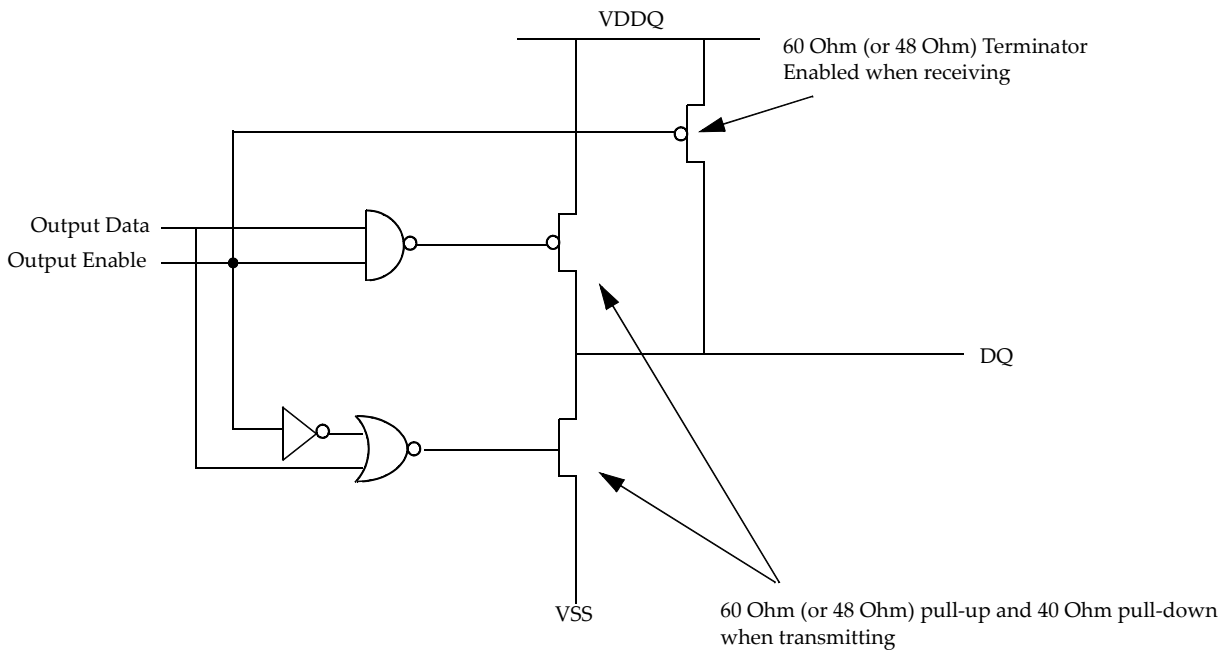 VDDQ
60 Ohm (or 48 Ohm) Terminator
Enabled when receiving
Output Data
Output Enable
DQ
VSS
60 Ohm (or 48 Ohm) pull-up and 40 Ohm pull-down
when transmitting